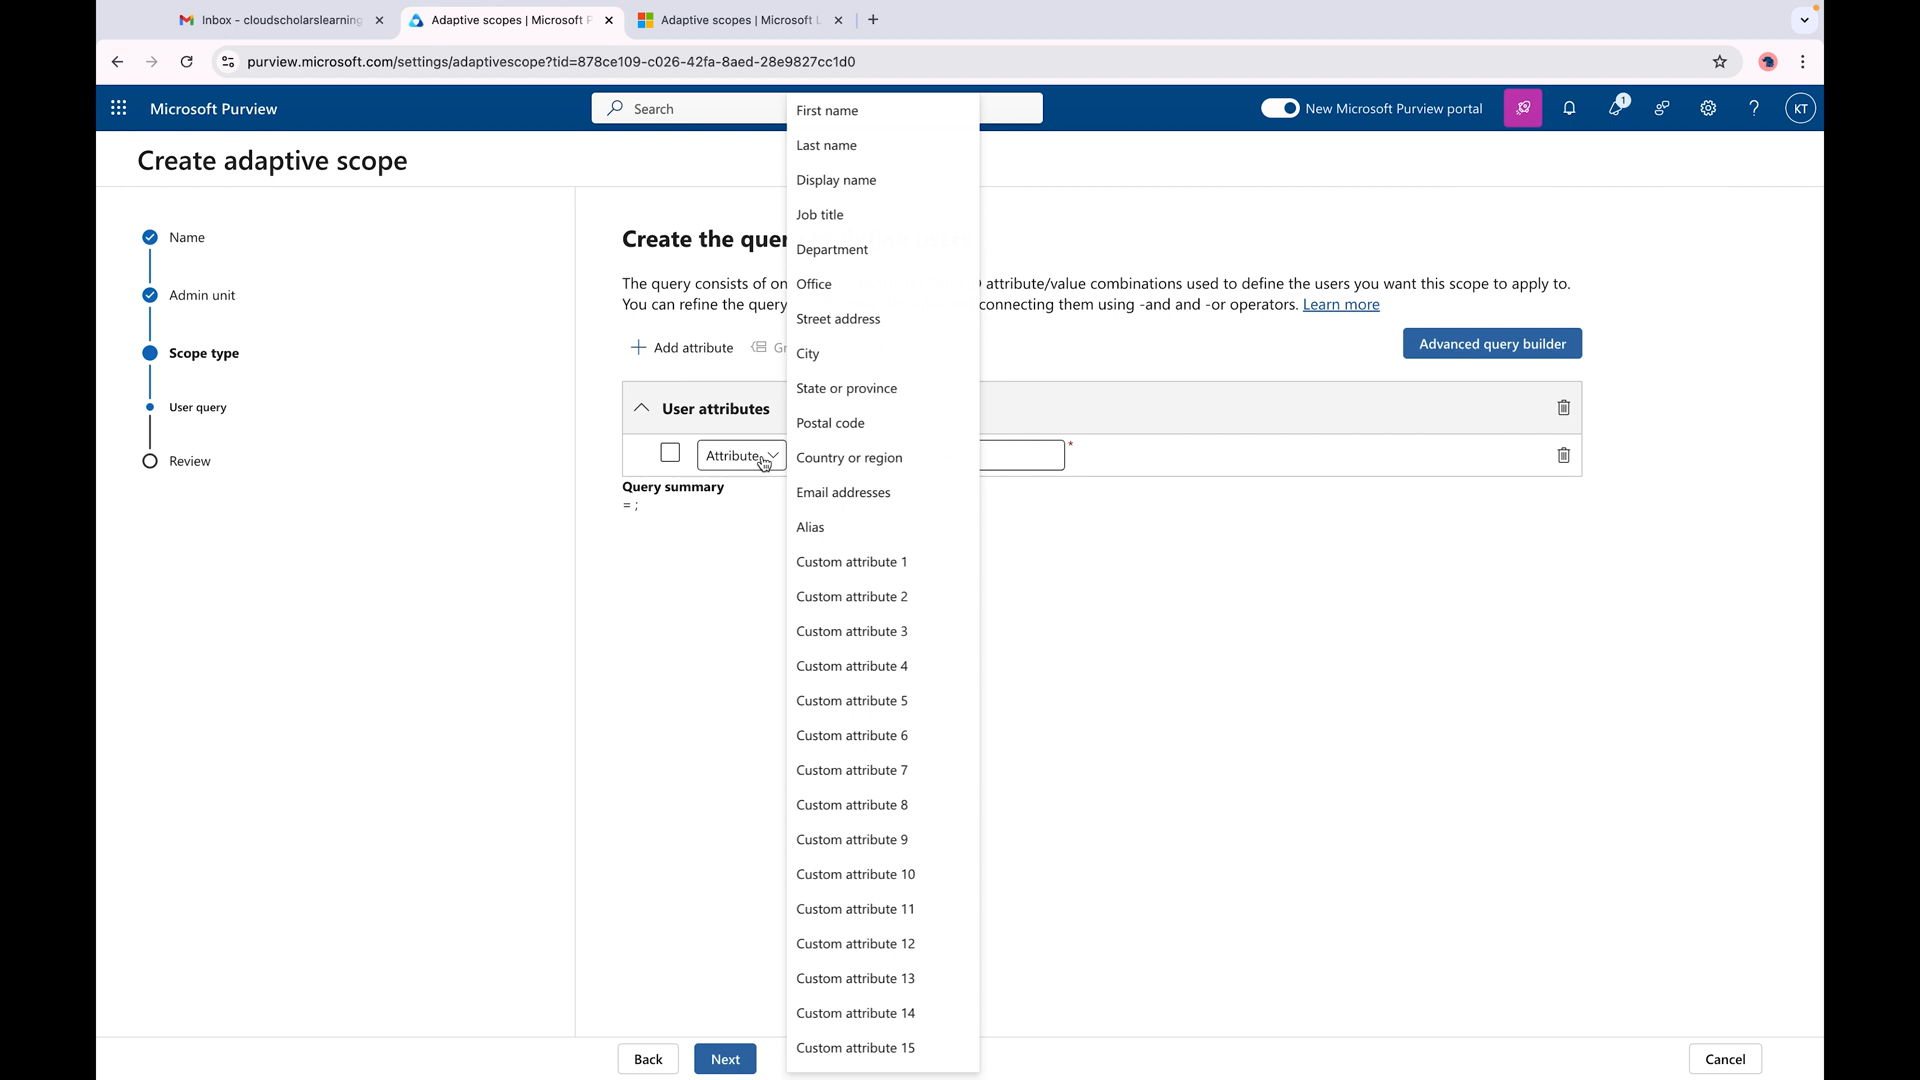 Inbox - cloudscholarslearning
Adaptive scopes | Microsoft P
Adaptive scopes | Microsoft L
purview.microsoft.com/settings/adaptivescope?tid=878ce109-c026-42fa-8aed-28e9827cc1d0
Microsoft Purview
Search
New Microsoft Purview portal
1
KT
Create adaptive scope
Name
Admin unit
Scope type
User query
Review
Create the quer
The query consists of on
attribute/value combinations used to define the users you want this scope to apply to.
You can refine the query
connecting them using -and and -or operators. Learn more
Add attribute
Gr
Advanced query builder
User attributes
Attribute
*
Query summary
= ;
First name
Last name
Display name
Job title
Department
Office
Street address
City
State or province
Postal code
Country or region
Email addresses
Alias
Custom attribute 1
Custom attribute 2
Custom attribute 3
Custom attribute 4
Custom attribute 5
Custom attribute 6
Custom attribute 7
Custom attribute 8
Custom attribute 9
Custom attribute 10
Custom attribute 11
Custom attribute 12
Custom attribute 13
Custom attribute 14
Custom attribute 15
Back
Next
Cancel